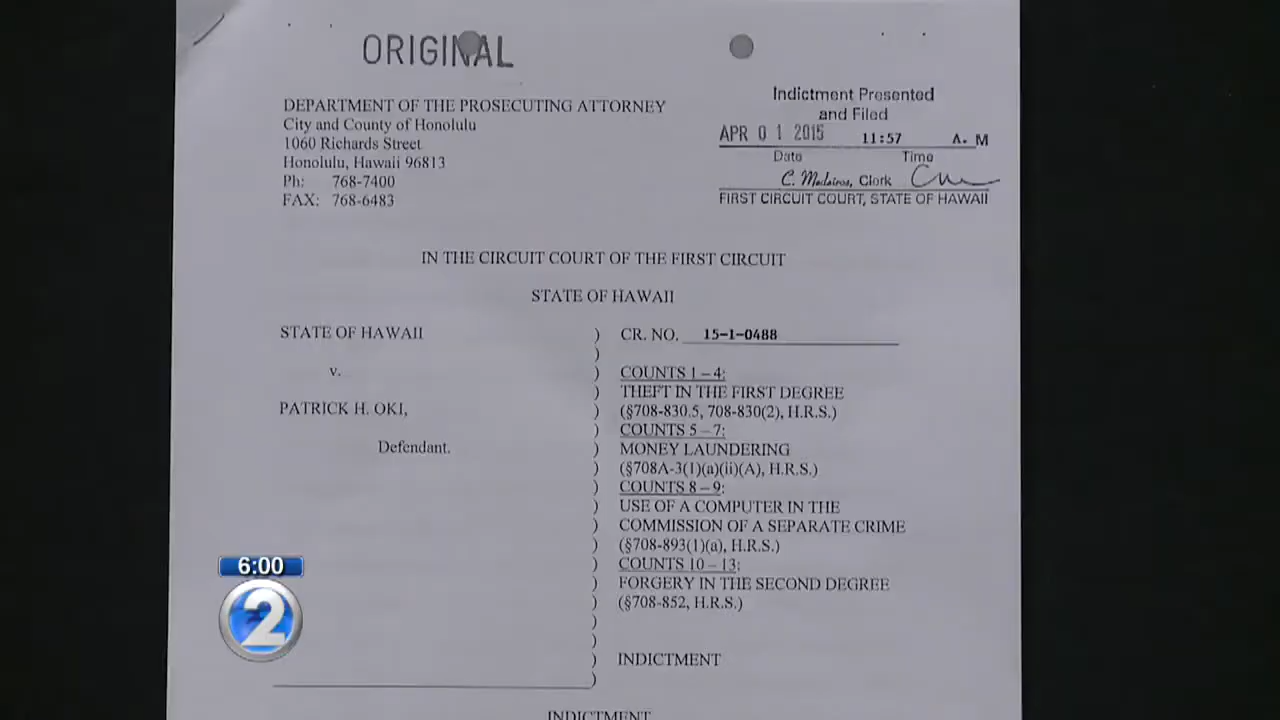 ORIGINAL
DEPARTMENT OF THE PROSECUTING ATTORNEY
City and County of Honolulu
1060 Richards Street
Honolulu, Hawaii 96813
Ph: 768-7400
FAX: 768-6483
Indictment Presented
and Filed
APR 01 2015 11:57 A. M
Date Time
C. Medeiros, Clerk
FIRST CIRCUIT COURT, STATE OF HAWAII
IN THE CIRCUIT COURT OF THE FIRST CIRCUIT
STATE OF HAWAII
STATE OF HAWAII
v.
PATRICK H. OKI,
Defendant.
CR. NO. 15-1-0488
COUNTS 1 – 4:
THEFT IN THE FIRST DEGREE
(§708-830.5, 708-830(2), H.R.S.)
COUNTS 5 – 7:
MONEY LAUNDERING
(§708A-3(1)(a)(ii)(A), H.R.S.)
COUNTS 8 – 9:
USE OF A COMPUTER IN THE
COMMISSION OF A SEPARATE CRIME
(§708-893(1)(a), H.R.S.)
COUNTS 10 – 13:
FORGERY IN THE SECOND DEGREE
(§708-852, H.R.S.)
INDICTMENT
INDICTMENT
6:00
2